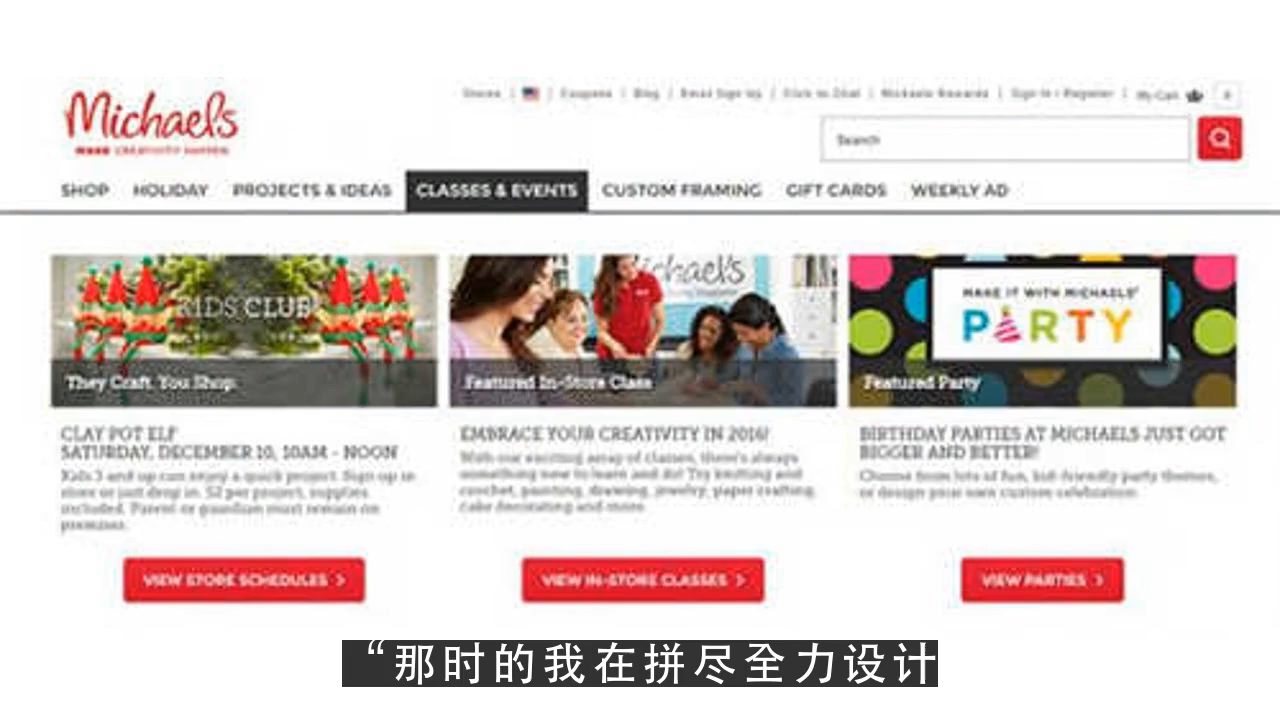 Michaels
MAKE CREATIVITY HAPPEN
Stores | Coupons | Blog | Email Sign Up | Click to Chat | Michaels Rewards | Sign In / Register | My Cart
Search
SHOP HOLIDAY PROJECTS & IDEAS CLASSES & EVENTS CUSTOM FRAMING GIFT CARDS WEEKLY AD
KIDS CLUB
They Craft. You Shop.
Michaels
Featured In-Store Class
MAKE IT WITH MICHAELS®
PARTY
Featured Party
CLAY POT ELF
SATURDAY, DECEMBER 10, 10AM - NOON
Kids 3 and up can enjoy a quick project. Sign up in
store or just drop in. $2 per project, supplies
included. Parent or guardian must remain on
premises.
VIEW STORE SCHEDULES >
EMBRACE YOUR CREATIVITY IN 2016!
With our exciting array of classes, there's always
something new to learn and do! Try knitting and
crochet, painting, drawing, jewelry, paper crafting,
cake decorating and more.
VIEW IN-STORE CLASSES >
BIRTHDAY PARTIES AT MICHAELS JUST GOT
BIGGER AND BETTER!
Choose from lots of fun, kid-friendly party themes,
or design your own custom celebration.
VIEW PARTIES >
“那时的我在拼尽全力设计